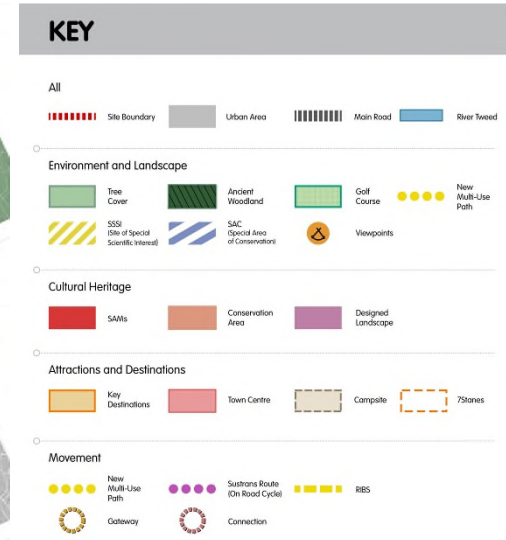 KEY
All
Site Boundary
Urban Area
Main Road
River Tweed
Environment and Landscape
Tree
Cover
Ancient
Woodland
Golf
Course
New
Multi-Use
Path
SSSI
(Site of Special
Scientific Interest)
SAC
(Special Area
of Conservation)
Viewpoints
Cultural Heritage
SAMs
Conservation
Area
Designed
Landscape
Attractions and Destinations
Key
Destinations
Town Centre
Campsite
7Stanes
Movement
New
Multi-Use
Path
Sustrans Route
(On Road Cycle)
RIBS
Gateway
Connection